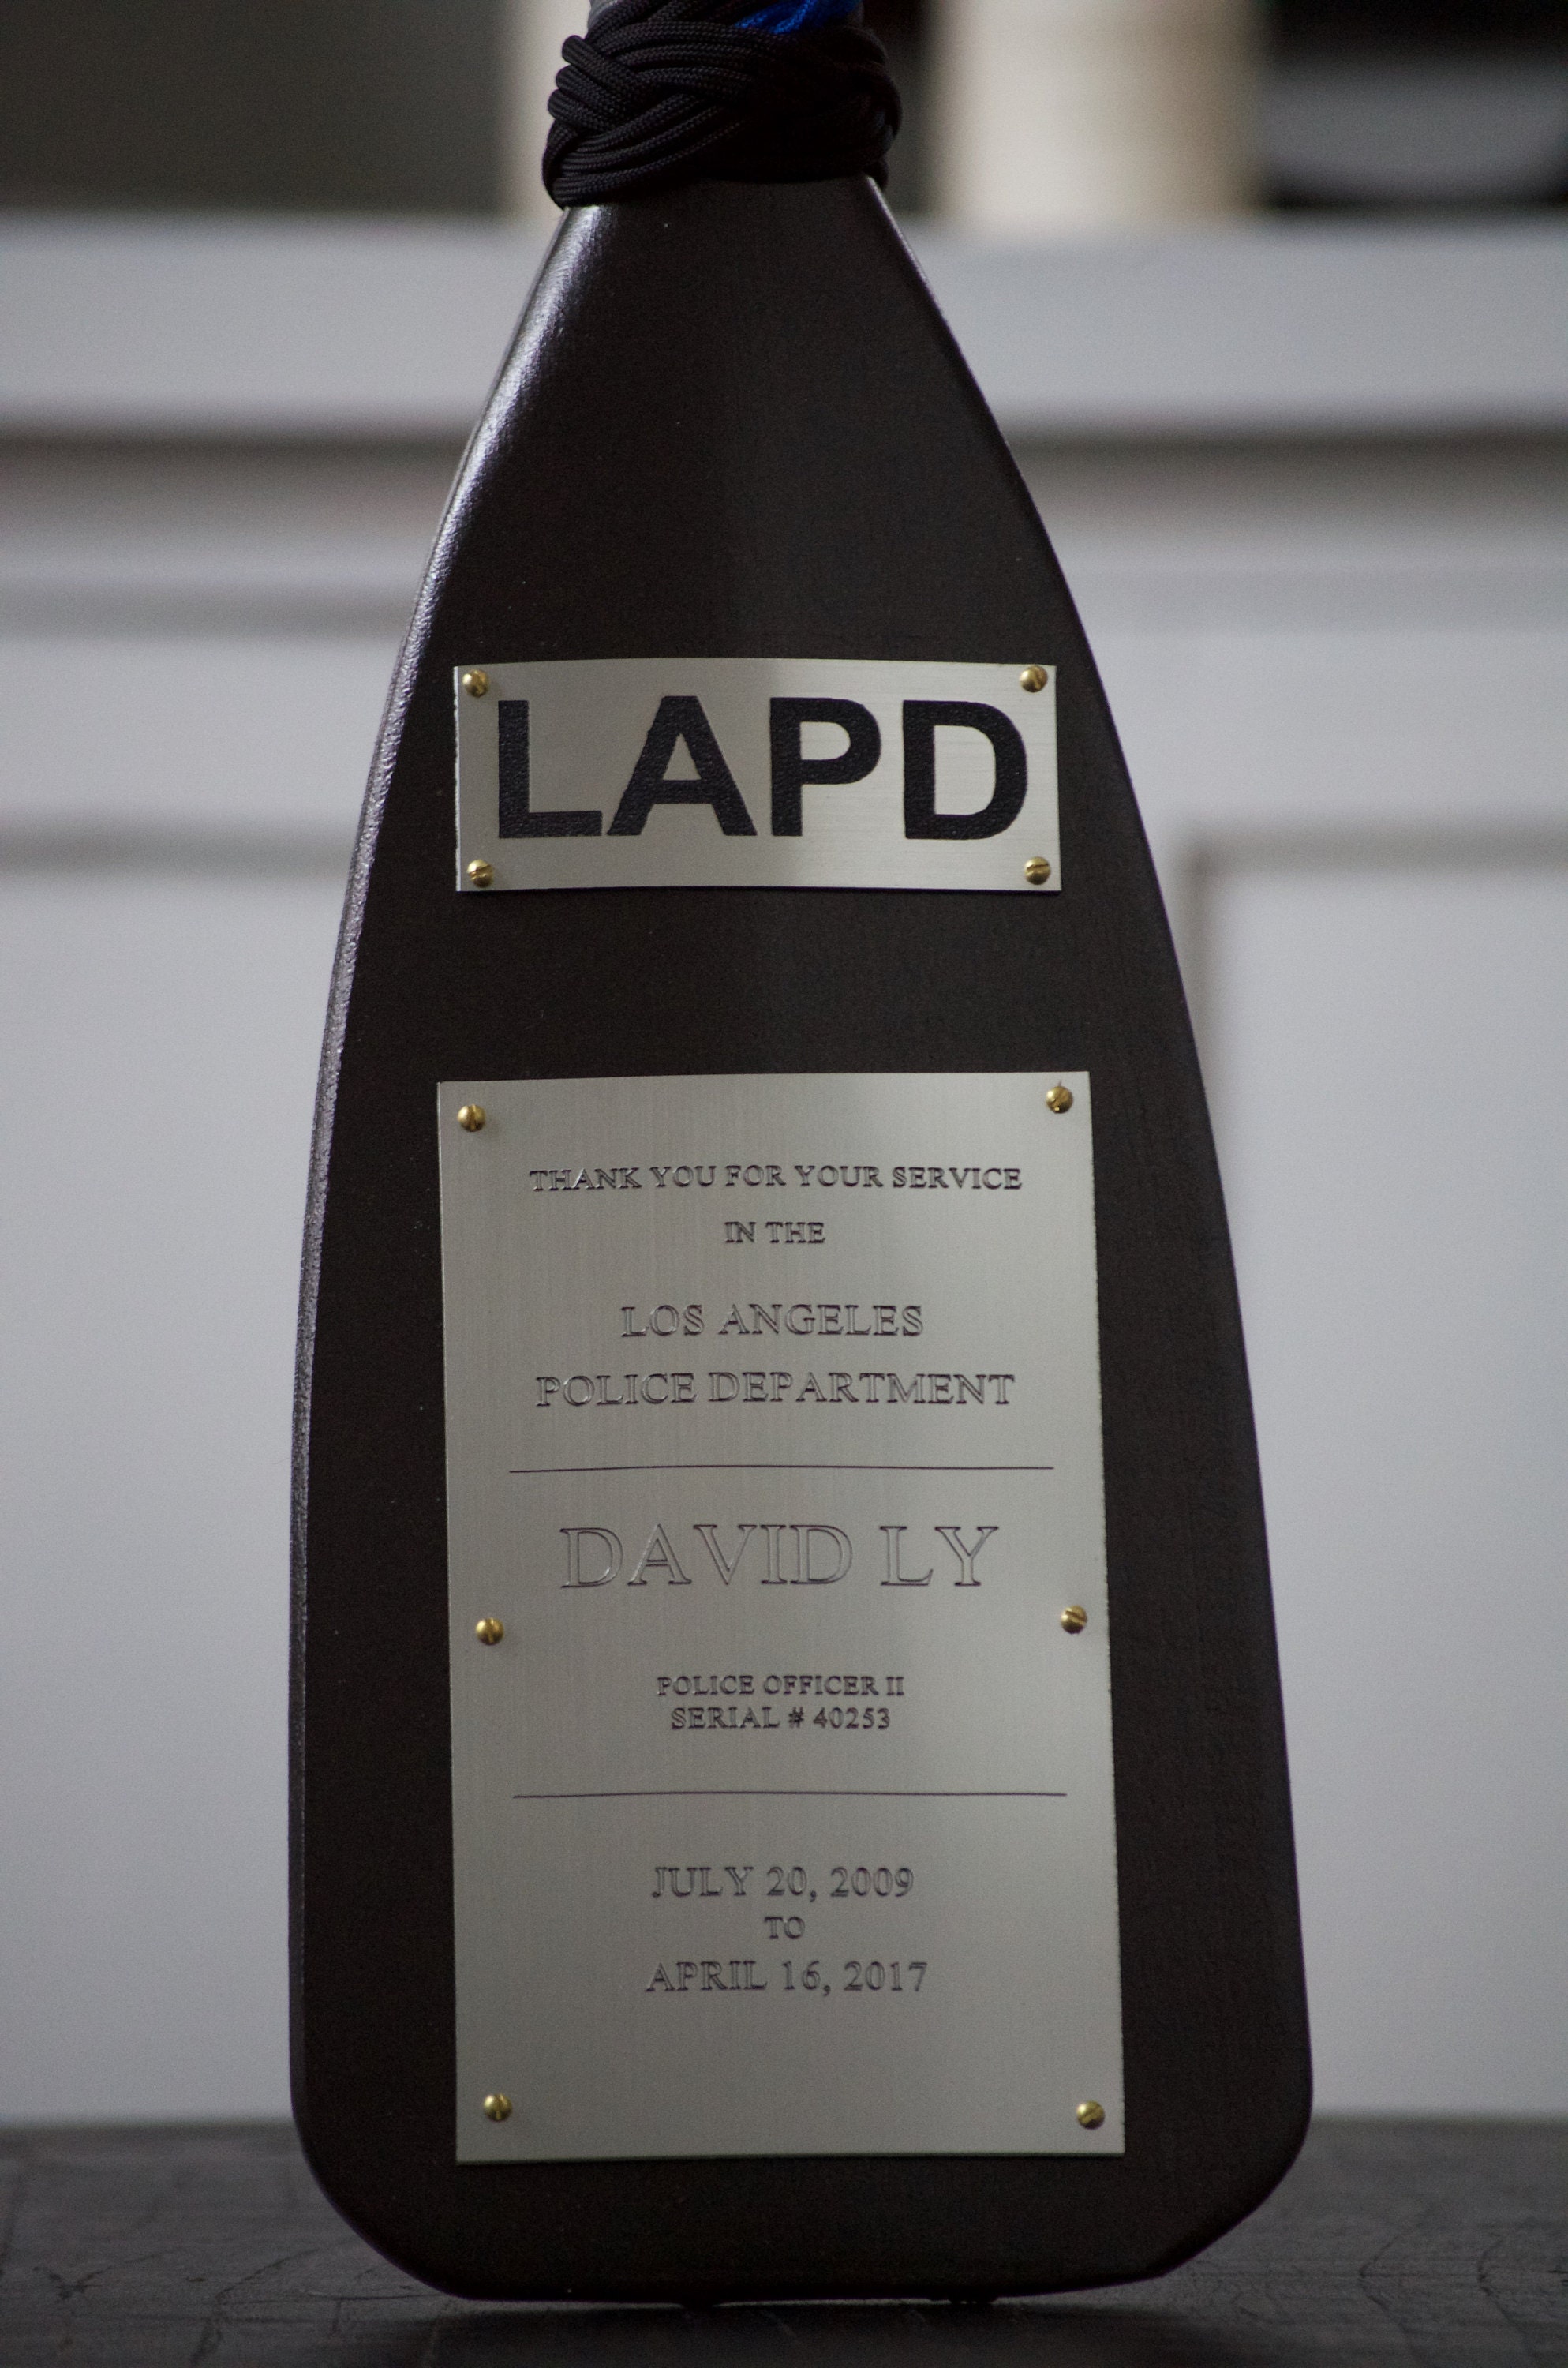 LAPD
THANK YOU FOR YOUR SERVICE
IN THE
LOS ANGELES
POLICE DEPARTMENT
DAVID LY
POLICE OFFICER II
SERIAL # 40253
JULY 20, 2009
TO
APRIL 16, 2017